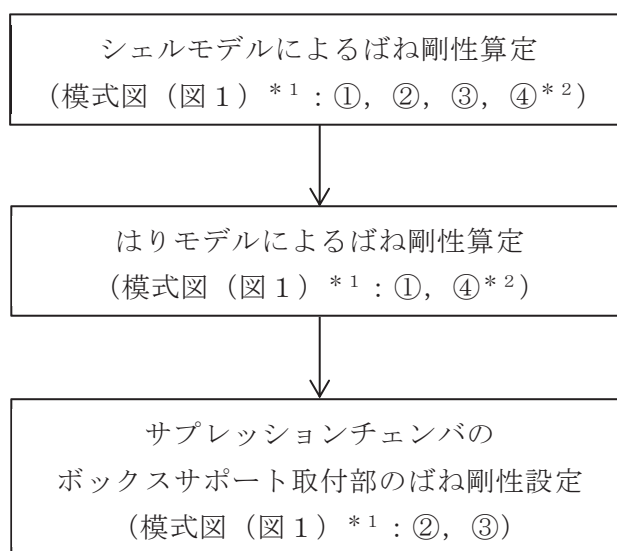 シェルモデルによるばね剛性算定
（模式図（図１）＊１：①，②，③，④＊２）
はりモデルによるばね剛性算定
（模式図（図１）＊１：①，④＊２）
サプレッションチェンバの
ボックスサポート取付部のばね剛性設定
（模式図（図１）＊１：②，③）